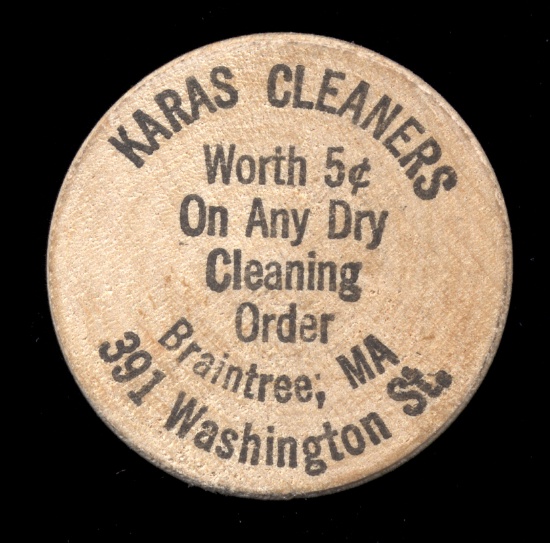 KARAS CLEANERS
Worth 5¢
On Any Dry
Cleaning
Order
Braintree, MA
391 Washington St.